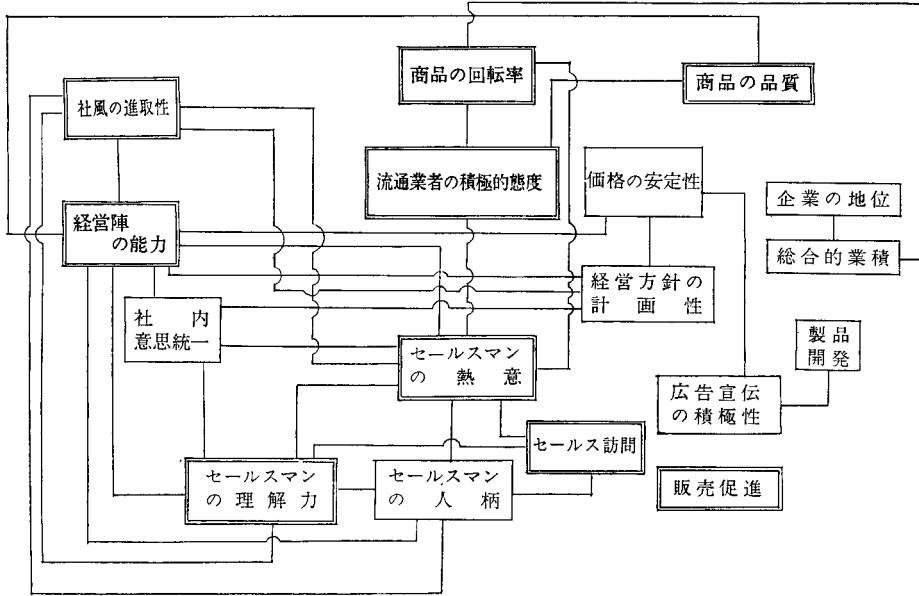 商品の回転率
商品の品質
社風の進取性
流通業者の積極的態度
価格の安定性
企業の地位
経営陣
の能力
総合的業積
経営方針の
計画性
社内
意思統一
製品
開発
セールスマン
の熱意
広告宣伝
の積極性
セールス訪問
セールスマン
の理解力
セールスマン
の人柄
販売促進